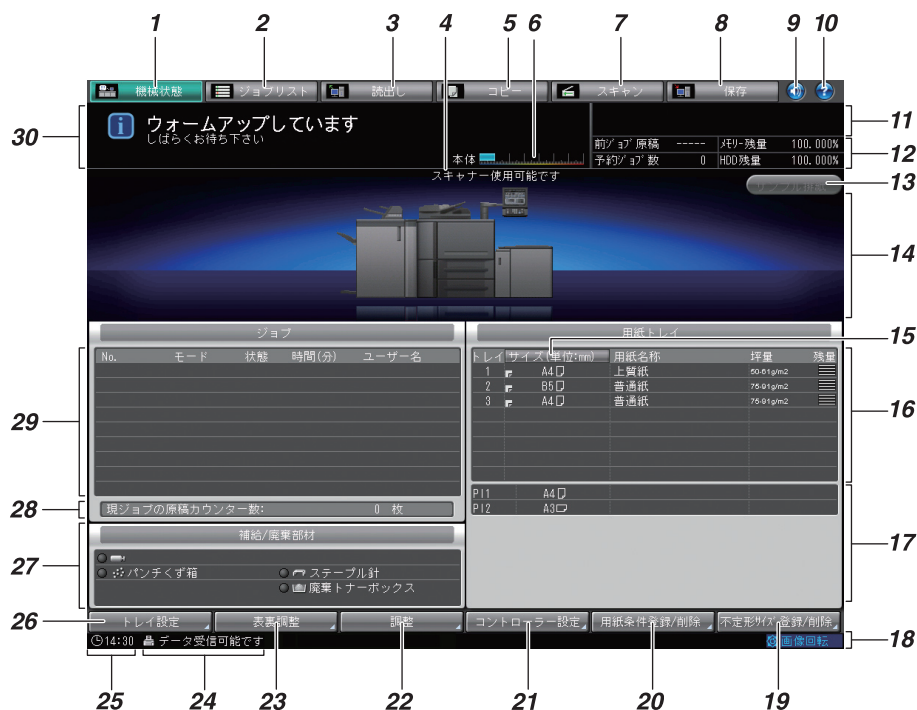 1 2 3 4 5 6 7 8 9 10
機械状態 ジョブリスト 読出し コピー スキャン 保存
30 ウォームアップしています 11
しばらくお待ち下さい
前ジョブ原稿 ----- メモリー残量 100.000% 12
本体 予約ジョブ数 0 HDD残量 100.000%
スキャナー使用可能です
13
14
ジョブ 用紙トレイ
15
No. モード 状態 時間(分) ユーザー名 トレイ サイズ(単位:mm) 用紙名称 坪量 残量
1 A4 上質紙 50-61g/m2
2 B5 普通紙 75-91g/m2
3 A4 普通紙 75-91g/m2
29 16
PI1 A4
28 現ジョブの原稿カウンター数: 0 枚 PI2 A3
補給/廃棄部材
17
27 パンチくず箱 ステープル針
廃棄トナーボックス
26 トレイ設定 表裏調整 調整 コントローラー設定 用紙条件登録/削除 不定形サイズ登録/削除
14:30 データ受信可能です 画像回転 18
25 24 23 22 21 20 19